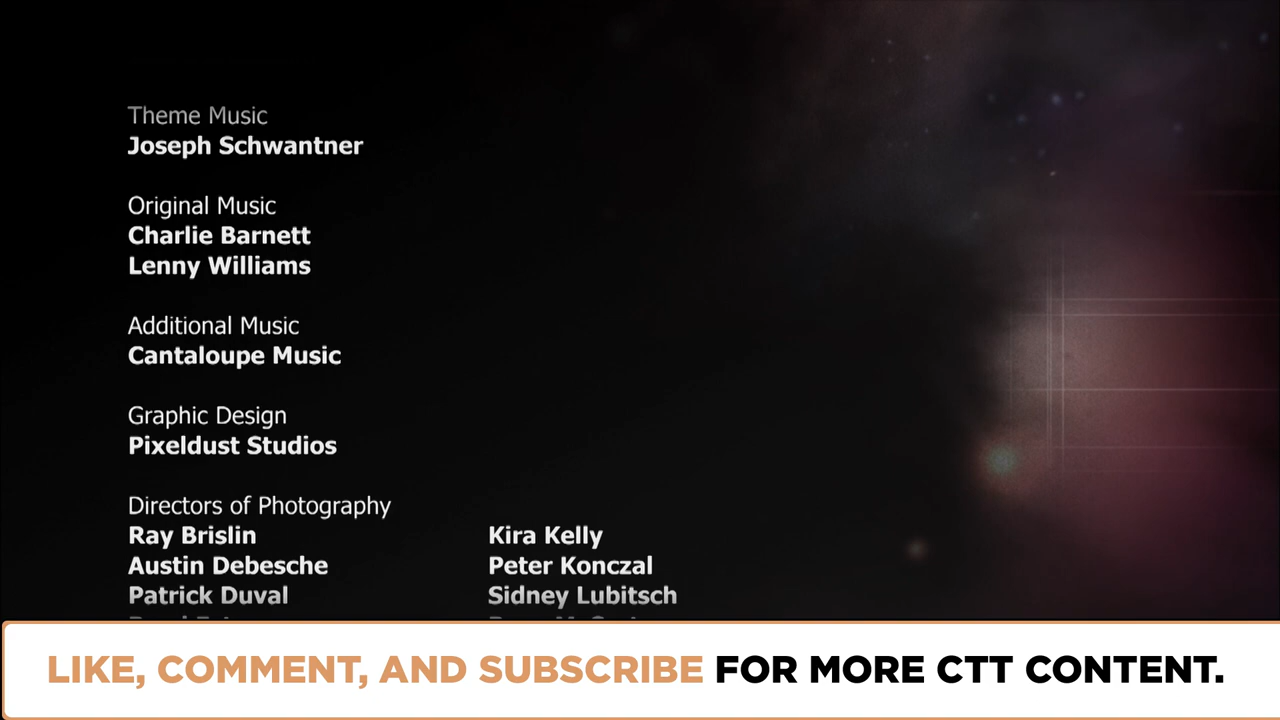 Theme Music
Joseph Schwantner
Original Music
Charlie Barnett
Lenny Williams
Additional Music
Cantaloupe Music
Graphic Design
Pixeldust Studios
Directors of Photography
Ray Brislin
Kira Kelly
Austin Debesche
Peter Konczal
Patrick Duval
Sidney Lubitsch
LIKE, COMMENT, AND SUBSCRIBE FOR MORE CTT CONTENT.